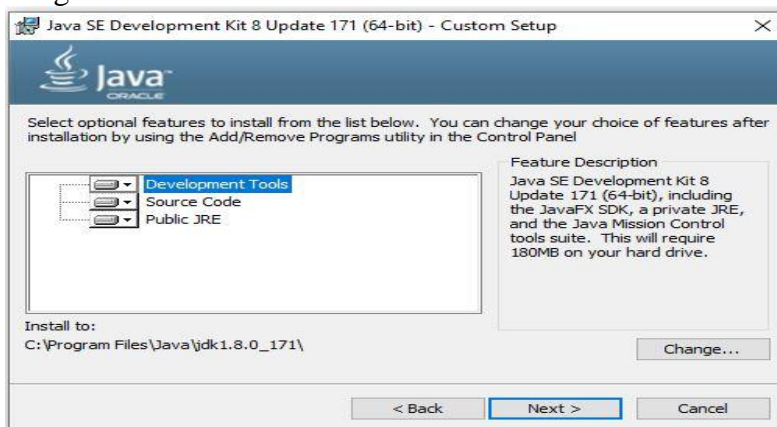 Java SE Development Kit 8 Update 171 (64-bit) - Custom Setup
Java
ORACLE
Select optional features to install from the list below. You can change your choice of features after
installation by using the Add/Remove Programs utility in the Control Panel
Development Tools
Source Code
Public JRE
Feature Description
Java SE Development Kit 8
Update 171 (64-bit), including
the JavaFX SDK, a private JRE,
and the Java Mission Control
tools suite. This will require
180MB on your hard drive.
Install to:
C:\Program Files\Java\jdk1.8.0_171\
Change...
< Back
Next >
Cancel